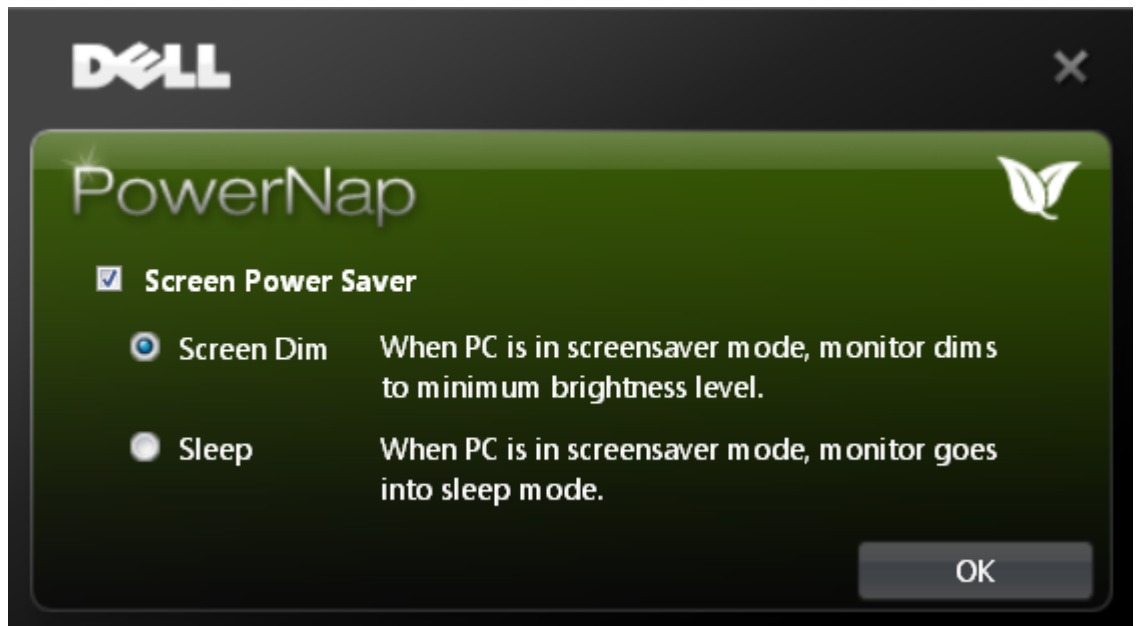 DELL
PowerNap
Screen Power Saver
Screen Dim
When PC is in screensaver mode, monitor dims
to minimum brightness level.
Sleep
When PC is in screensaver mode, monitor goes
into sleep mode.
OK